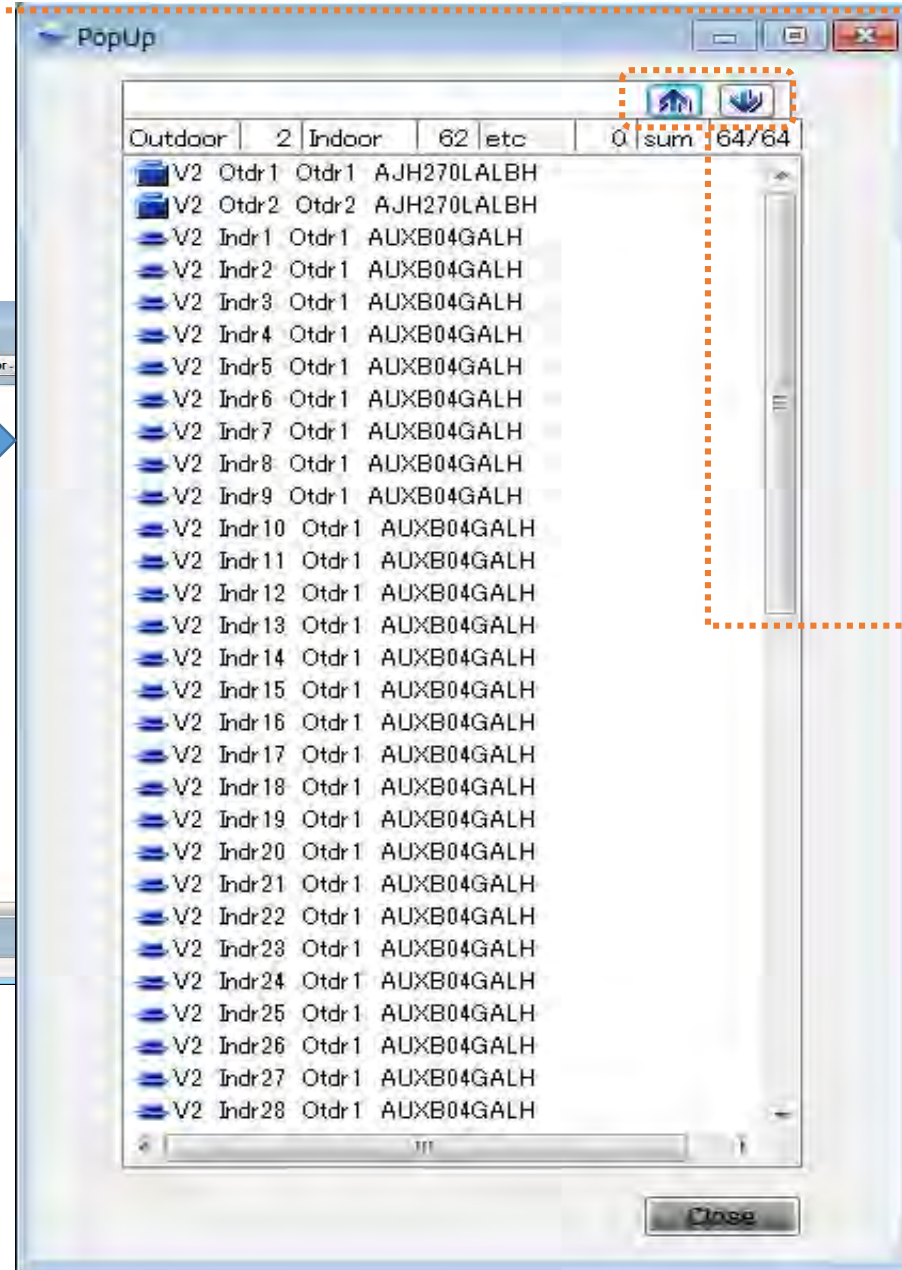 PopUp
Outdoor 2 Indoor 62 etc 0 sum 64/64
V2 Otdr1 Otdr1 AJH270LALBH
V2 Otdr2 Otdr2 AJH270LALBH
V2 Indr1 Otdr1 AUXB04GALH
V2 Indr2 Otdr1 AUXB04GALH
V2 Indr3 Otdr1 AUXB04GALH
V2 Indr4 Otdr1 AUXB04GALH
V2 Indr5 Otdr1 AUXB04GALH
V2 Indr6 Otdr1 AUXB04GALH
V2 Indr7 Otdr1 AUXB04GALH
V2 Indr8 Otdr1 AUXB04GALH
V2 Indr9 Otdr1 AUXB04GALH
V2 Indr10 Otdr1 AUXB04GALH
V2 Indr11 Otdr1 AUXB04GALH
V2 Indr12 Otdr1 AUXB04GALH
V2 Indr13 Otdr1 AUXB04GALH
V2 Indr14 Otdr1 AUXB04GALH
V2 Indr15 Otdr1 AUXB04GALH
V2 Indr16 Otdr1 AUXB04GALH
V2 Indr17 Otdr1 AUXB04GALH
V2 Indr18 Otdr1 AUXB04GALH
V2 Indr19 Otdr1 AUXB04GALH
V2 Indr20 Otdr1 AUXB04GALH
V2 Indr21 Otdr1 AUXB04GALH
V2 Indr22 Otdr1 AUXB04GALH
V2 Indr23 Otdr1 AUXB04GALH
V2 Indr24 Otdr1 AUXB04GALH
V2 Indr25 Otdr1 AUXB04GALH
V2 Indr26 Otdr1 AUXB04GALH
V2 Indr27 Otdr1 AUXB04GALH
V2 Indr28 Otdr1 AUXB04GALH
Close